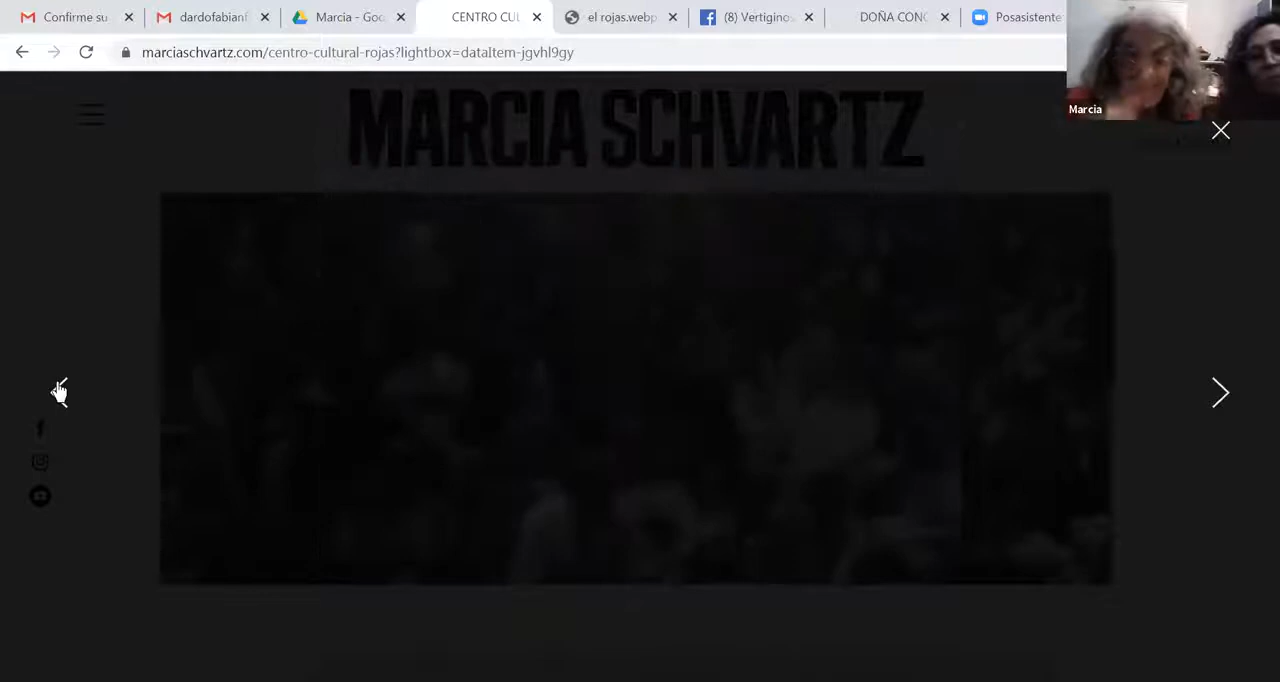 Confirme su
dardofabianf
Marcia - Goo
CENTRO CUL
el rojas.webp
(8) Vertigino
DOÑA CONC
Posasistente
marciaschvartz.com/centro-cultural-rojas?lightbox=dataItem-jgvhl9gy
Marcia
MARCIA SCHVARTZ